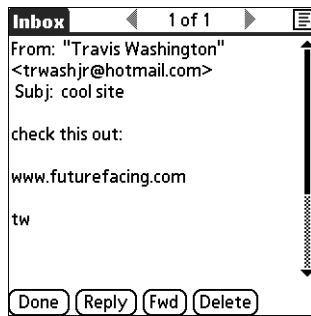 Inbox 1 of 1
From: "Travis Washington"
<trwashjr@hotmail.com>
Subj: cool site
check this out:
www.futurefacing.com
tw
Done Reply Fwd Delete